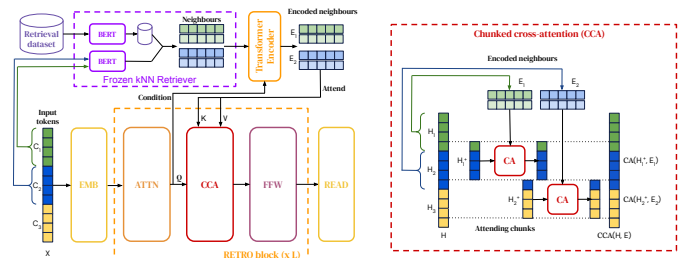 Retrieval
dataset
BERT
BERT
Frozen kNN Retriever
Neighbours
Transformer
Encoder
Encoded neighbours
E1
E2
Attend
Condition
K
V
Q
Input
tokens
C1
C2
C3
X
EMB
ATTN
CCA
FFW
READ
RETRO block (x L)
Chunked cross-attention (CCA)
Encoded neighbours
E1
E2
H1
H2
H3
H
H1+
CA
H2+
CA
Attending chunks
CA(H1+, E1)
CA(H2+, E2)
CCA(H, E)